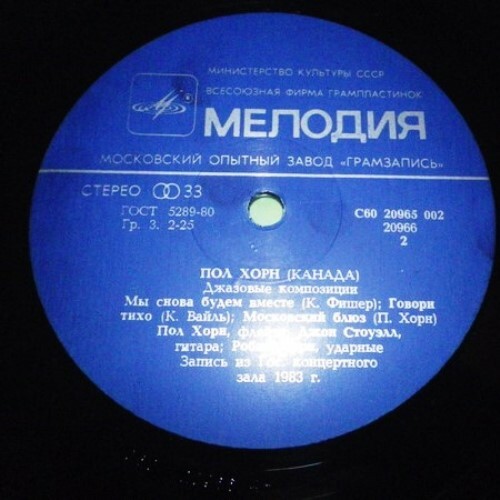 МИНИСТЕРСТВО КУЛЬТУРЫ СССР
ВСЕСОЮЗНАЯ ФИРМА ГРАМПЛАСТИНОК
МЕЛОДИЯ
МОСКОВСКИЙ ОПЫТНЫЙ ЗАВОД «ГРАМЗАПИСЬ»
СТЕРЕО 33
ГОСТ 5289-80
Гр. 3. 2-25
С60 20965 002
20966
2
ПОЛ ХОРН (КАНАДА)
Джазовые композиции
Мы снова будем вместе (К. Фишер); Говори
тихо (К. Вайль); Московский блюз (П. Хорн)
Пол Хорн, флейта; Джон Стоуэлл,
гитара; ударные
Запись из Гос. концертного
зала 1983 г.